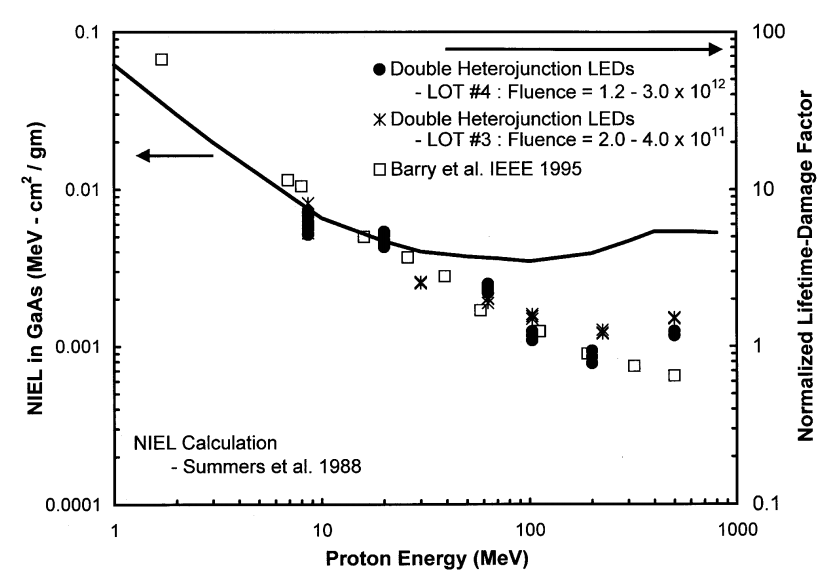 0.1
0.01
0.001
0.0001
NIEL in GaAs (MeV - cm² / gm)
100
10
1
0.1
Normalized Lifetime-Damage Factor
Double Heterojunction LEDs
- LOT #4 : Fluence = 1.2 - 3.0 x 10¹²
Double Heterojunction LEDs
- LOT #3 : Fluence = 2.0 - 4.0 x 10¹¹
Barry et al. IEEE 1995
NIEL Calculation
- Summers et al. 1988
1
10
100
1000
Proton Energy (MeV)